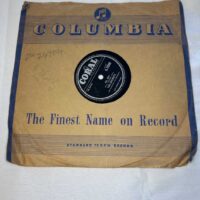 COLUMBIA
CORAL
The Finest Name on Record
STANDARD 78 R.P.M. RECORD